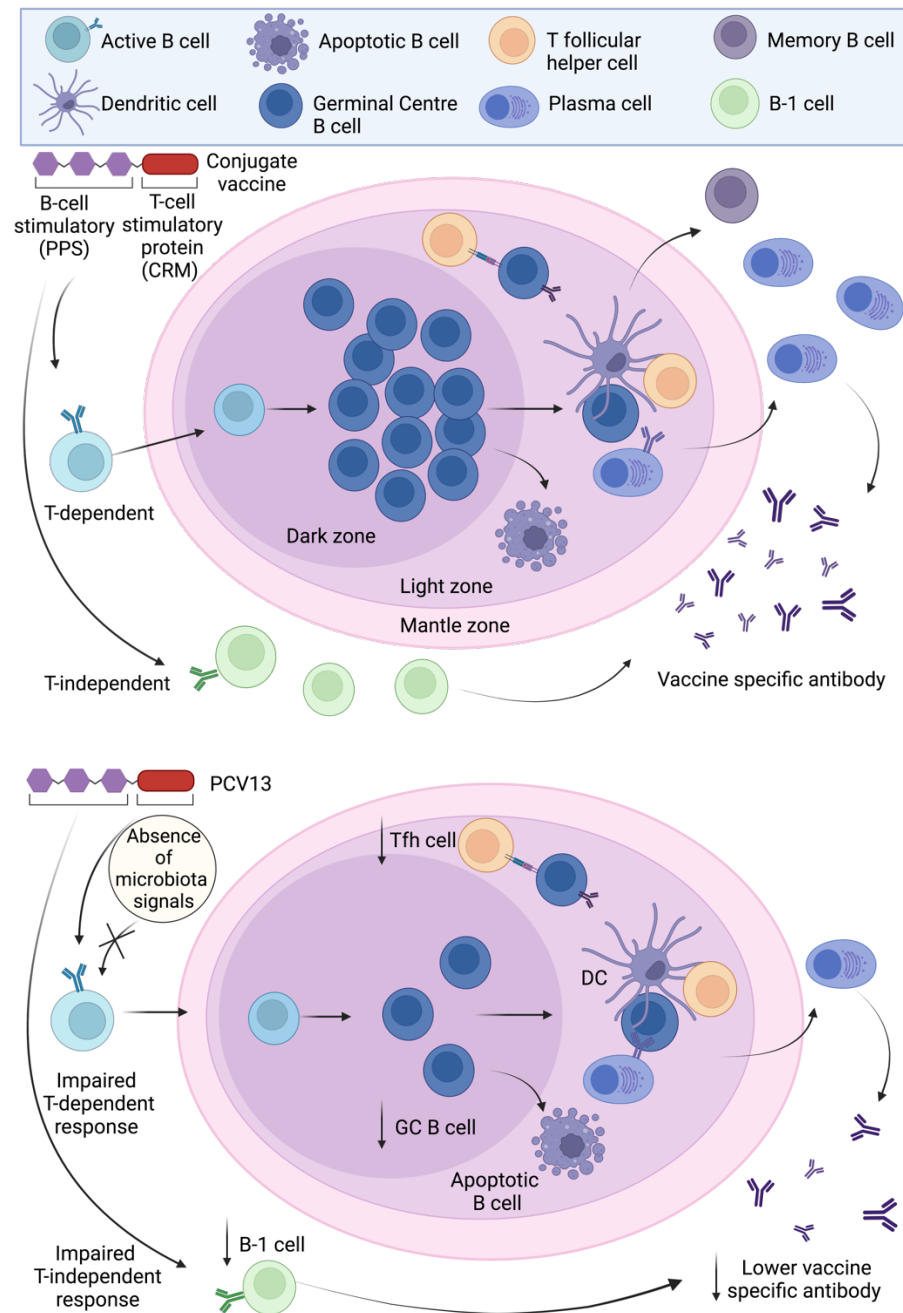 Active B cell
Apoptotic B cell
T follicular
helper cell
Memory B cell
Dendritic cell
Germinal Centre
B cell
Plasma cell
B-1 cell
Conjugate
vaccine
B-cell
stimulatory
(PPS)
T-cell
stimulatory
protein
(CRM)
T-dependent
Dark zone
Light zone
Mantle zone
T-independent
Vaccine specific antibody
PCV13
Absence
of
microbiota
signals
Tfh cell
DC
Impaired
T-dependent
response
GC B cell
Apoptotic
B cell
B-1 cell
Impaired
T-independent
response
Lower vaccine
specific antibody